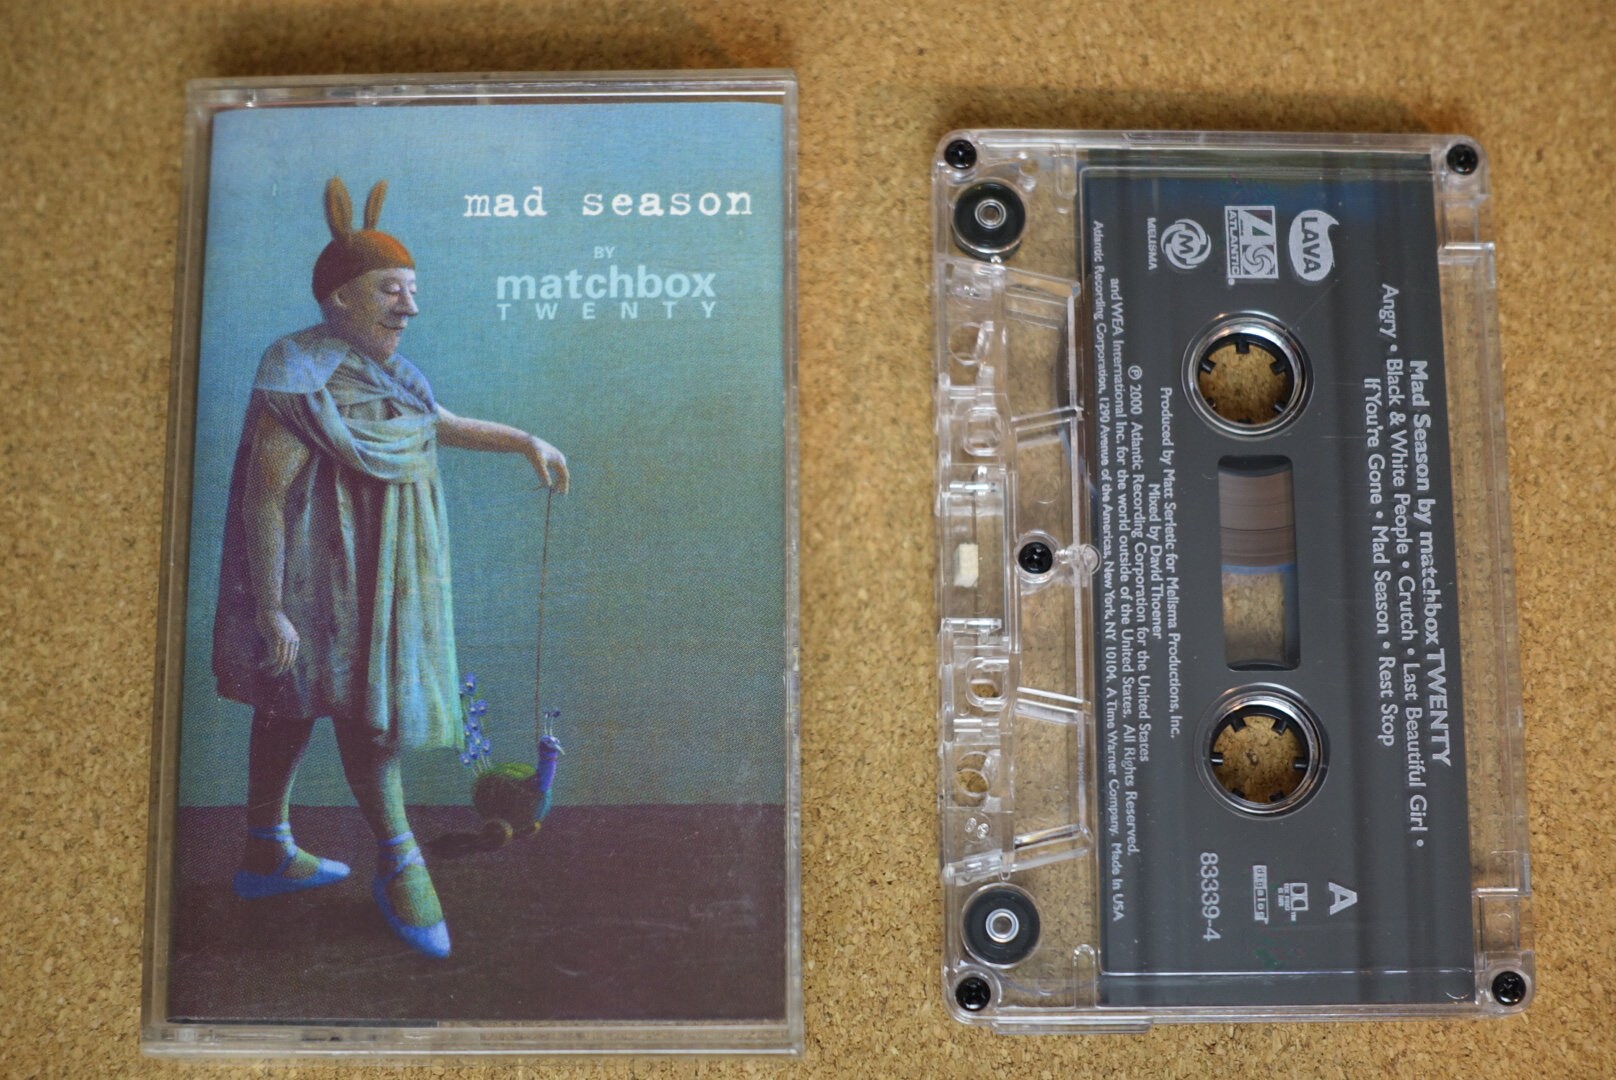 mad season
BY
matchbox
TWENTY
Mad Season by matchbox TWENTY
Angry • Black & White People • Crutch • Last Beautiful Girl •
If You're Gone • Mad Season • Rest Stop
LAVA
ATLANTIC
MELISMA
A
83339-4
Produced by Matt Serletic for Melisma Productions, Inc.
Mixed by David Thoener
℗ 2000 Atlantic Recording Corporation for the United States
and WEA International Inc. for the world outside of the United States. All Rights Reserved.
Atlantic Recording Corporation, 1290 Avenue of the Americas, New York, NY 10104. A Time Warner Company. Made in USA